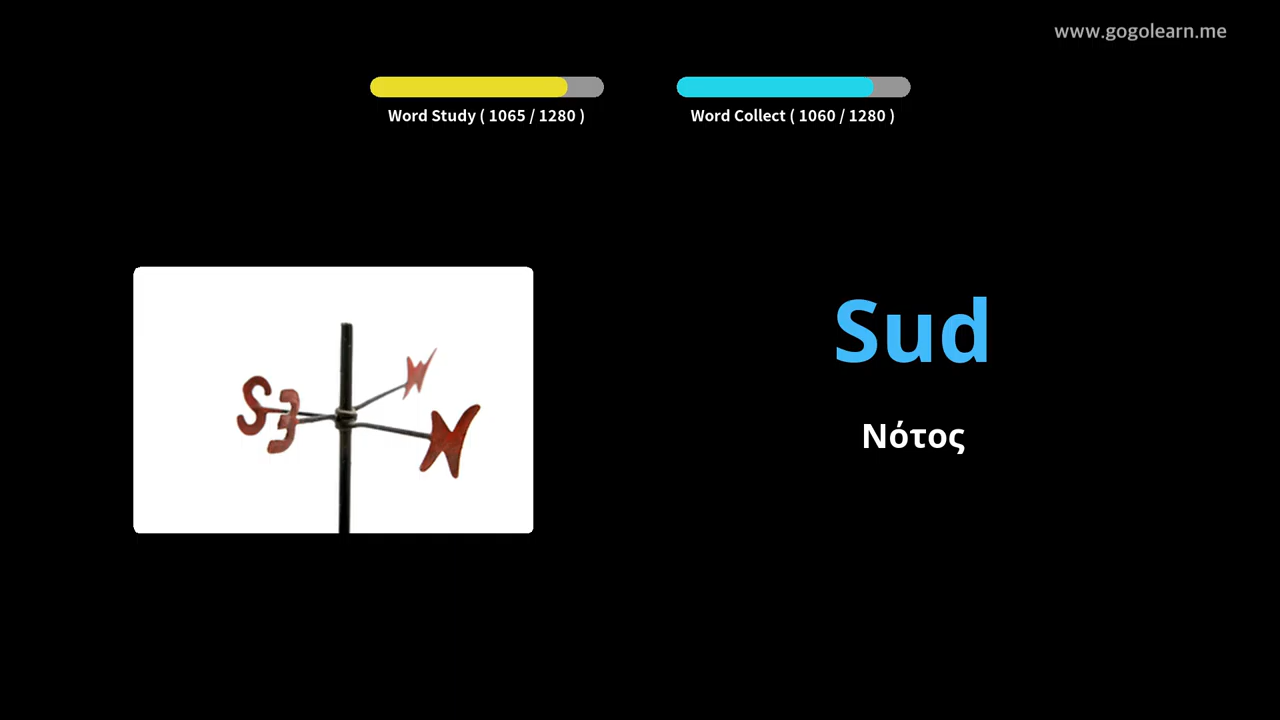 www.gogolearn.me
Word Study ( 1065 / 1280 )
Word Collect ( 1060 / 1280 )
Sud
Νότος
S
E
N